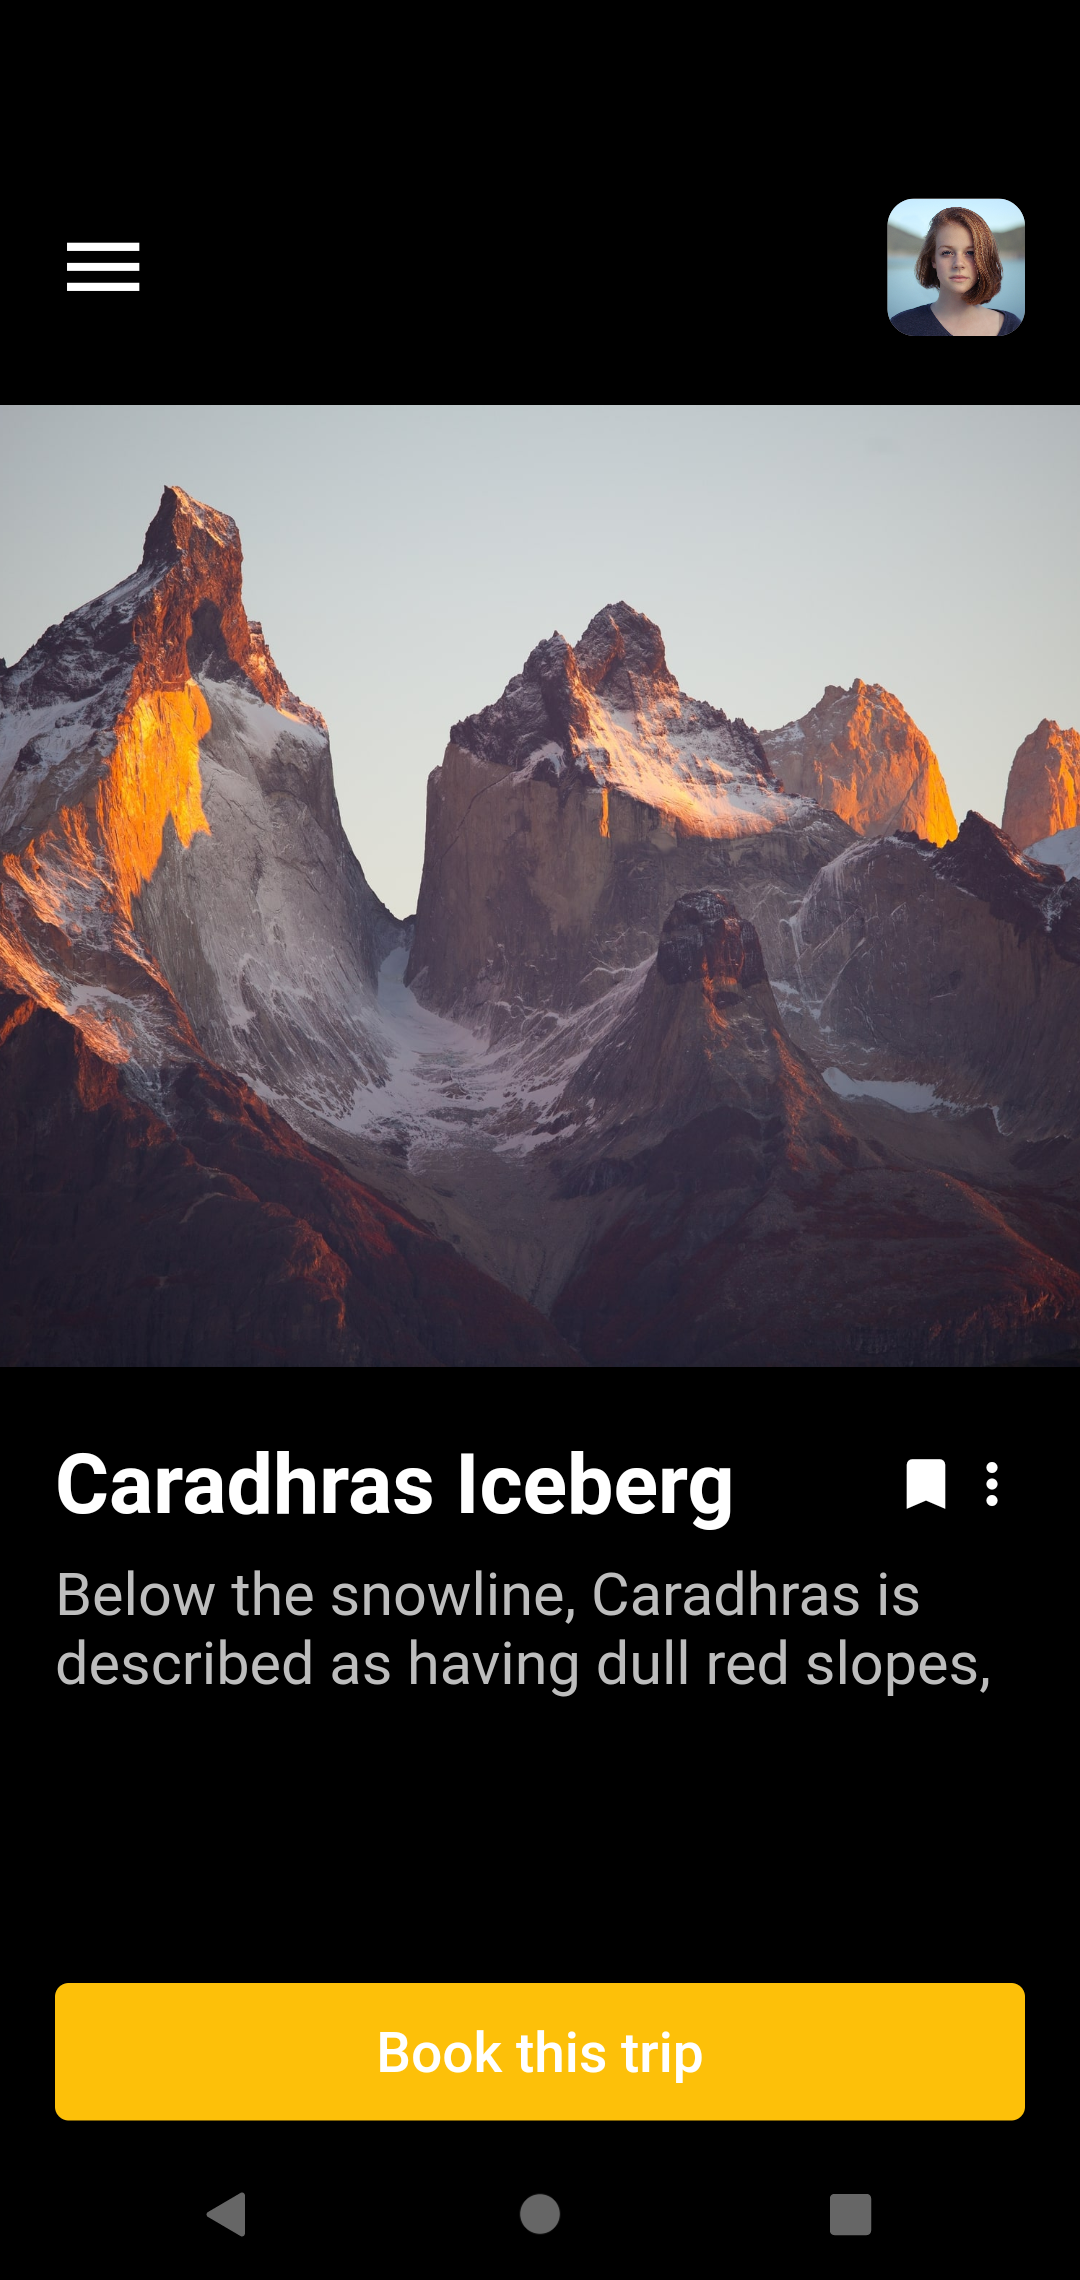 Caradhras Iceberg
Below the snowline, Caradhras is
described as having dull red slopes,
Book this trip